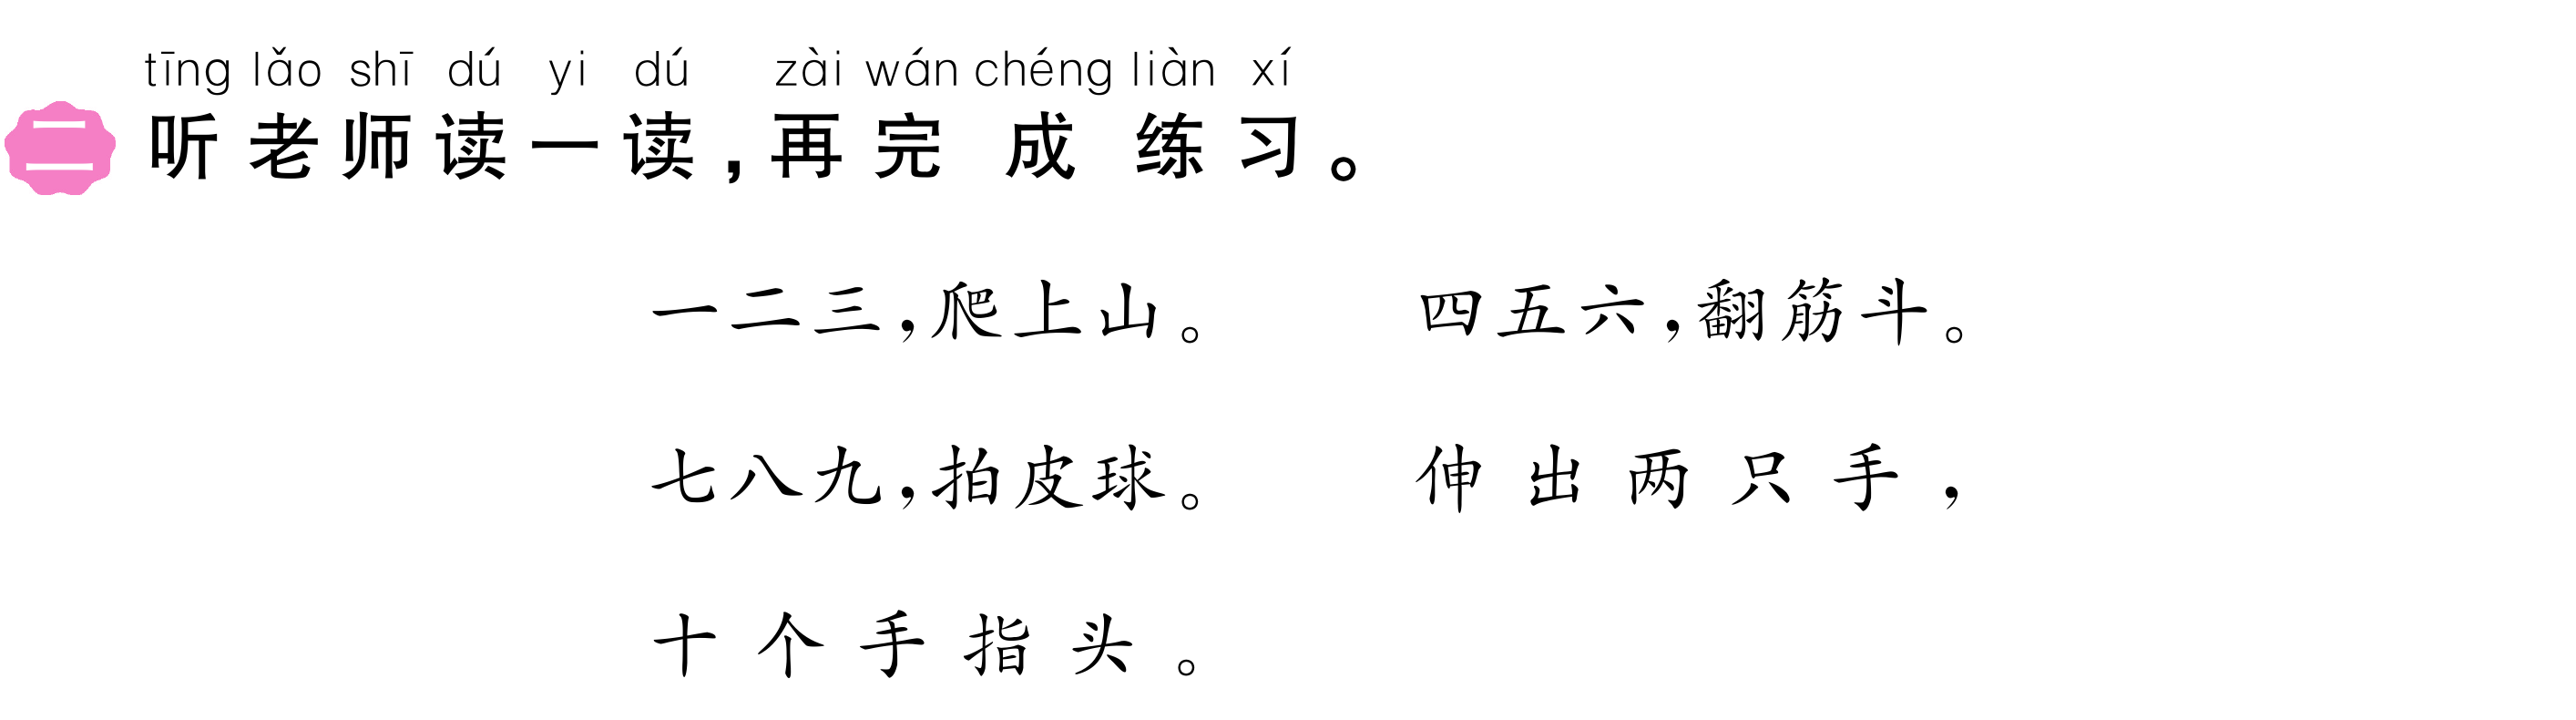 tīng lǎo shī dú yi dú zài wán chéng liàn xí
二 听老师读一读,再完成练习。
一二三,爬上山。 四五六,翻筋斗。
七八九,拍皮球。 伸出两只手,
十个手指头。